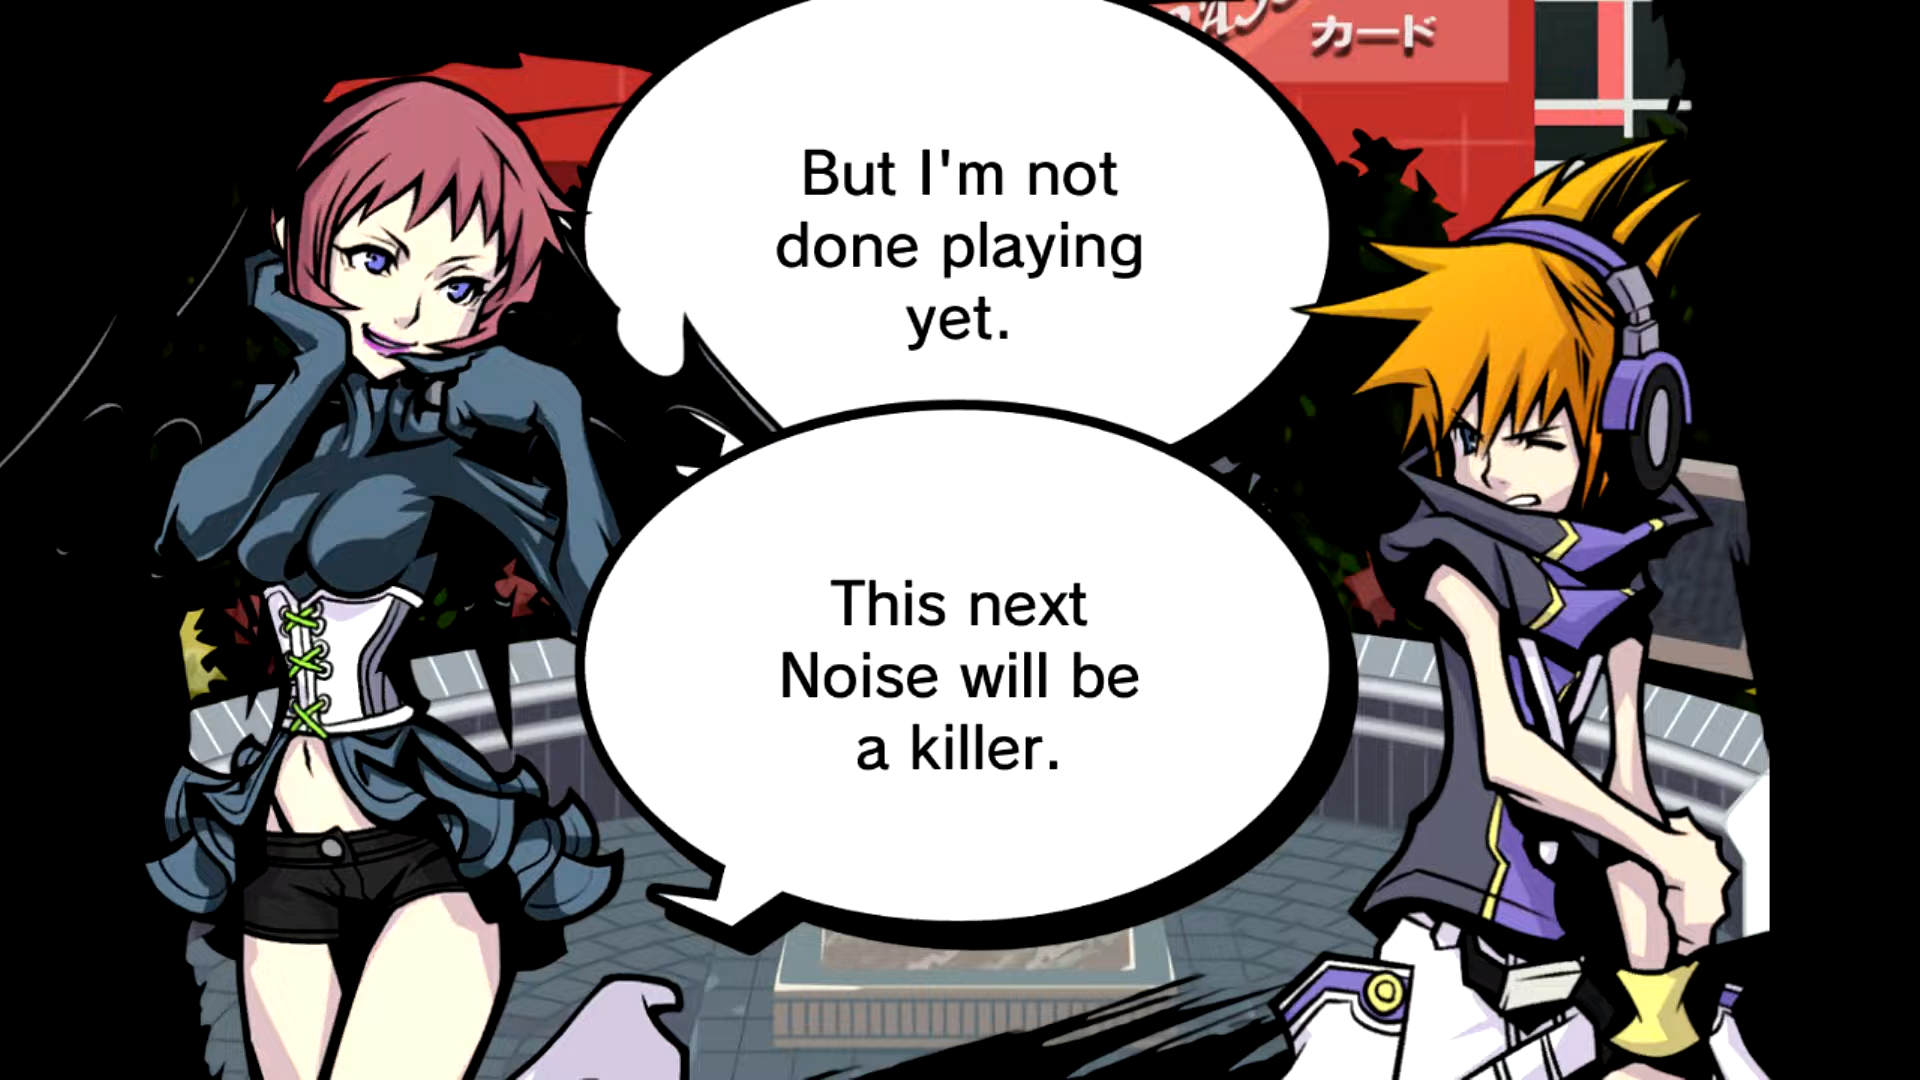 カード
But I'm not
done playing
yet.
This next
Noise will be
a killer.